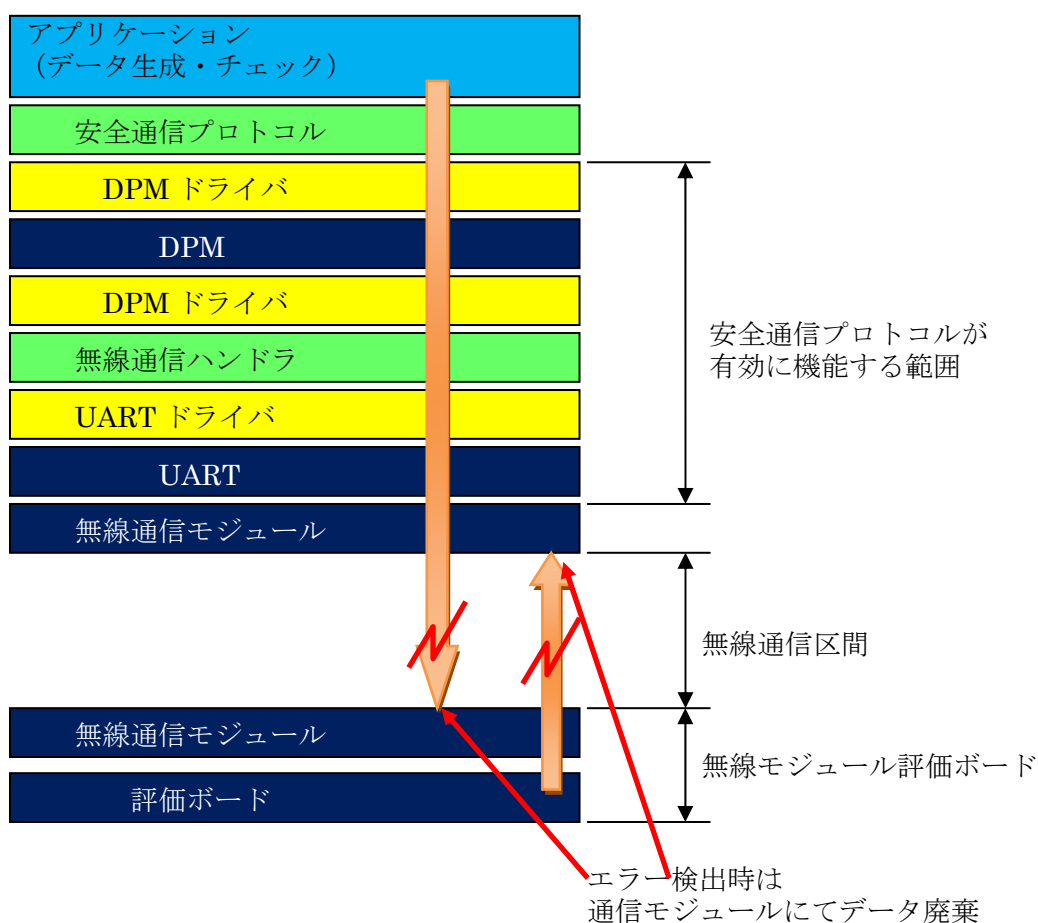 アプリケーション
（データ生成・チェック）
安全通信プロトコル
DPM ドライバ
DPM
DPM ドライバ
無線通信ハンドラ
UART ドライバ
UART
無線通信モジュール
安全通信プロトコルが
有効に機能する範囲
無線通信区間
無線通信モジュール
評価ボード
無線モジュール評価ボード
エラー検出時は
通信モジュールにてデータ廃棄